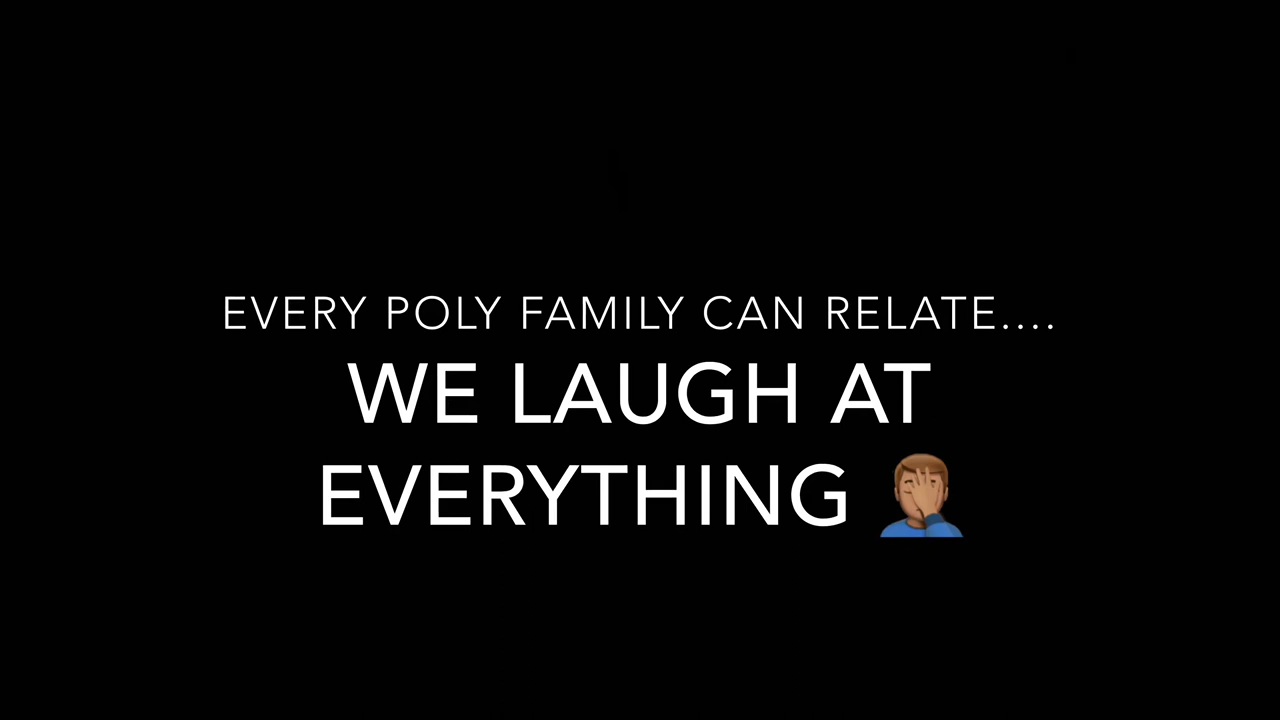 EVERY POLY FAMILY CAN RELATE....
WE LAUGH AT
EVERYTHING 🤦🏽‍♂️